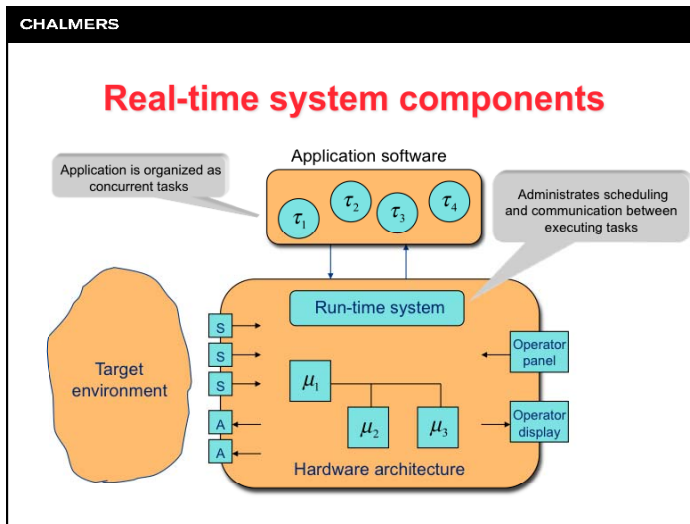 CHALMERS
Real-time system components
Application software
Application is organized as
concurrent tasks
τ1
τ2
τ3
τ4
Administrates scheduling
and communication between
executing tasks
Run-time system
Target
environment
S
S
S
A
A
μ1
μ2
μ3
Operator
panel
Operator
display
Hardware architecture